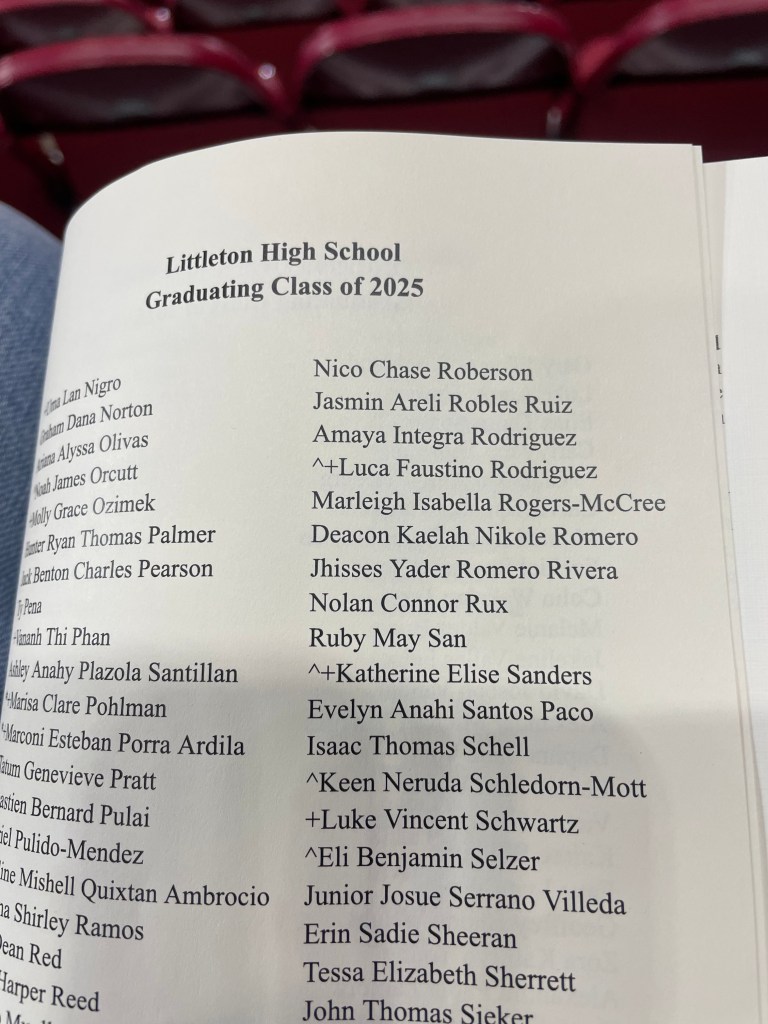 Littleton High School
Graduating Class of 2025
Lan Nigro
Dana Norton
Alyssa Olivas
Noah James Orcutt
Molly Grace Ozimek
Ryan Thomas Palmer
Benton Charles Pearson
Ty Pena
Thi Phan
Ashley Anahy Plazola Santillan
Marisa Clare Pohlman
Marconi Esteban Porra Ardila
Tatum Genevieve Pratt
Bernard Pulai
Pulido-Mendez
Mishell Quixtan Ambrocio
Shirley Ramos
Dean Red
Harper Reed
Nico Chase Roberson
Jasmin Areli Robles Ruiz
Amaya Integra Rodriguez
^+Luca Faustino Rodriguez
Marleigh Isabella Rogers-McCree
Deacon Kaelah Nikole Romero
Jhisses Yader Romero Rivera
Nolan Connor Rux
Ruby May San
^+Katherine Elise Sanders
Evelyn Anahi Santos Paco
Isaac Thomas Schell
^Keen Neruda Schledorn-Mott
+Luke Vincent Schwartz
^Eli Benjamin Selzer
Junior Josue Serrano Villeda
Erin Sadie Sheeran
Tessa Elizabeth Sherrett
John Thomas Sieker